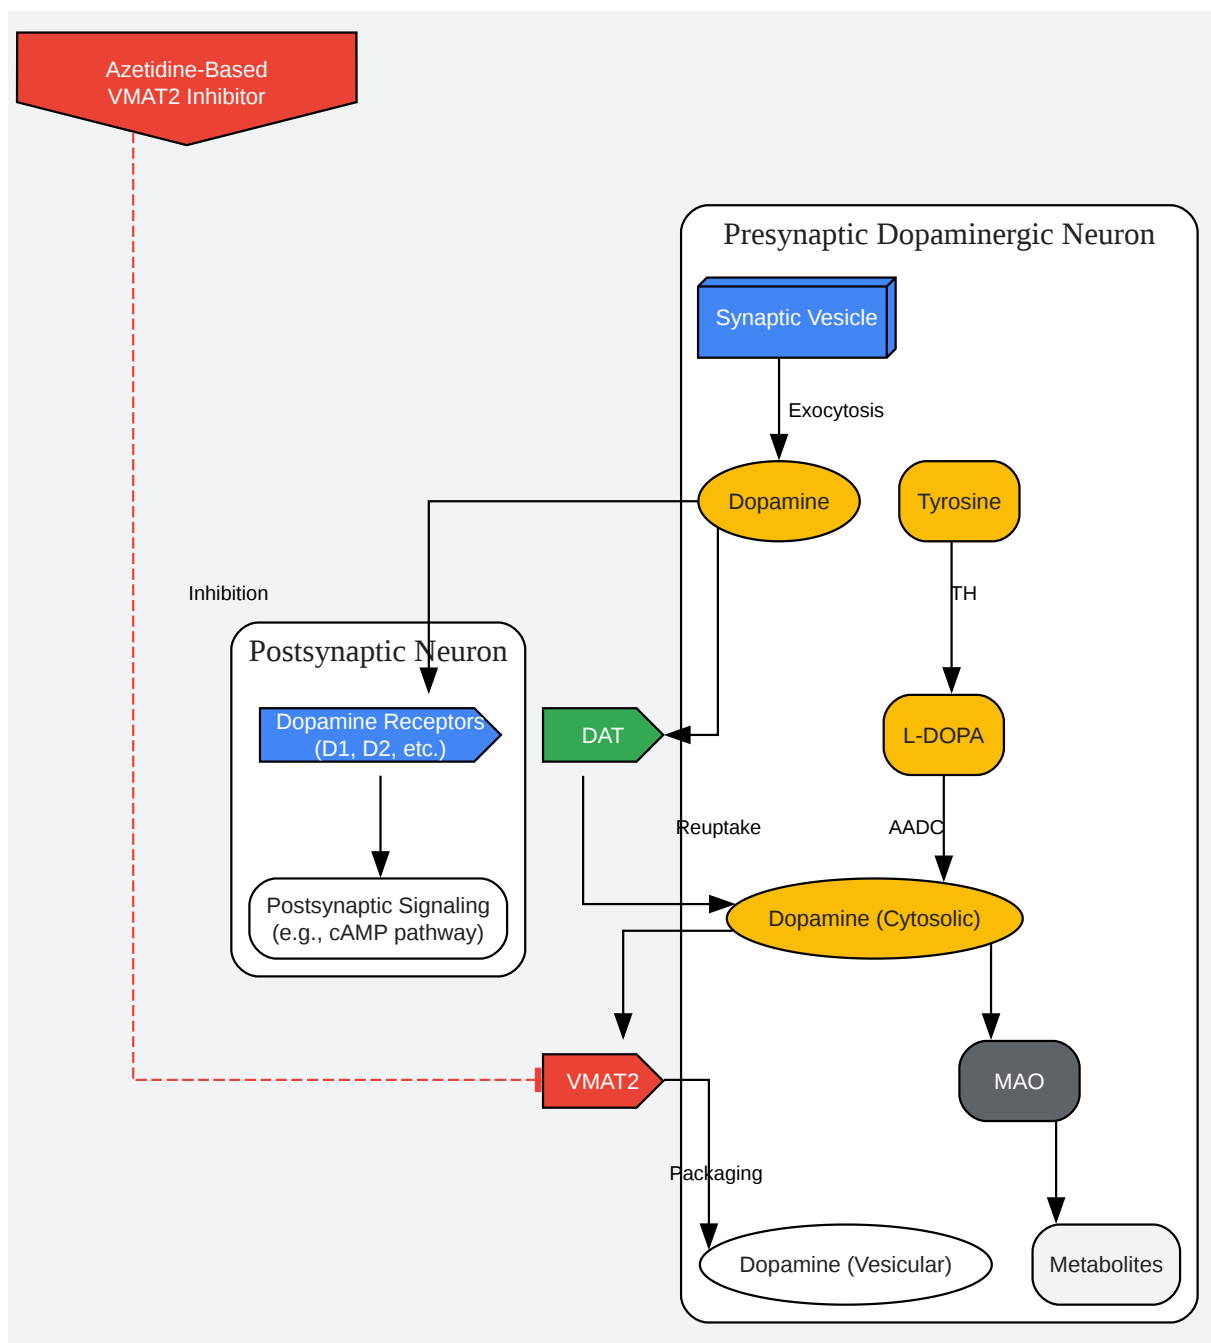 Azetidine-Based
VMAT2 Inhibitor
Presynaptic Dopaminergic Neuron
Synaptic Vesicle
Exocytosis
Dopamine
Tyrosine
Inhibition
TH
Postsynaptic Neuron
Dopamine Receptors
(D1, D2, etc.)
DAT
L-DOPA
Reuptake
AADC
Postsynaptic Signaling
(e.g., cAMP pathway)
Dopamine (Cytosolic)
VMAT2
MAO
Packaging
Dopamine (Vesicular)
Metabolites